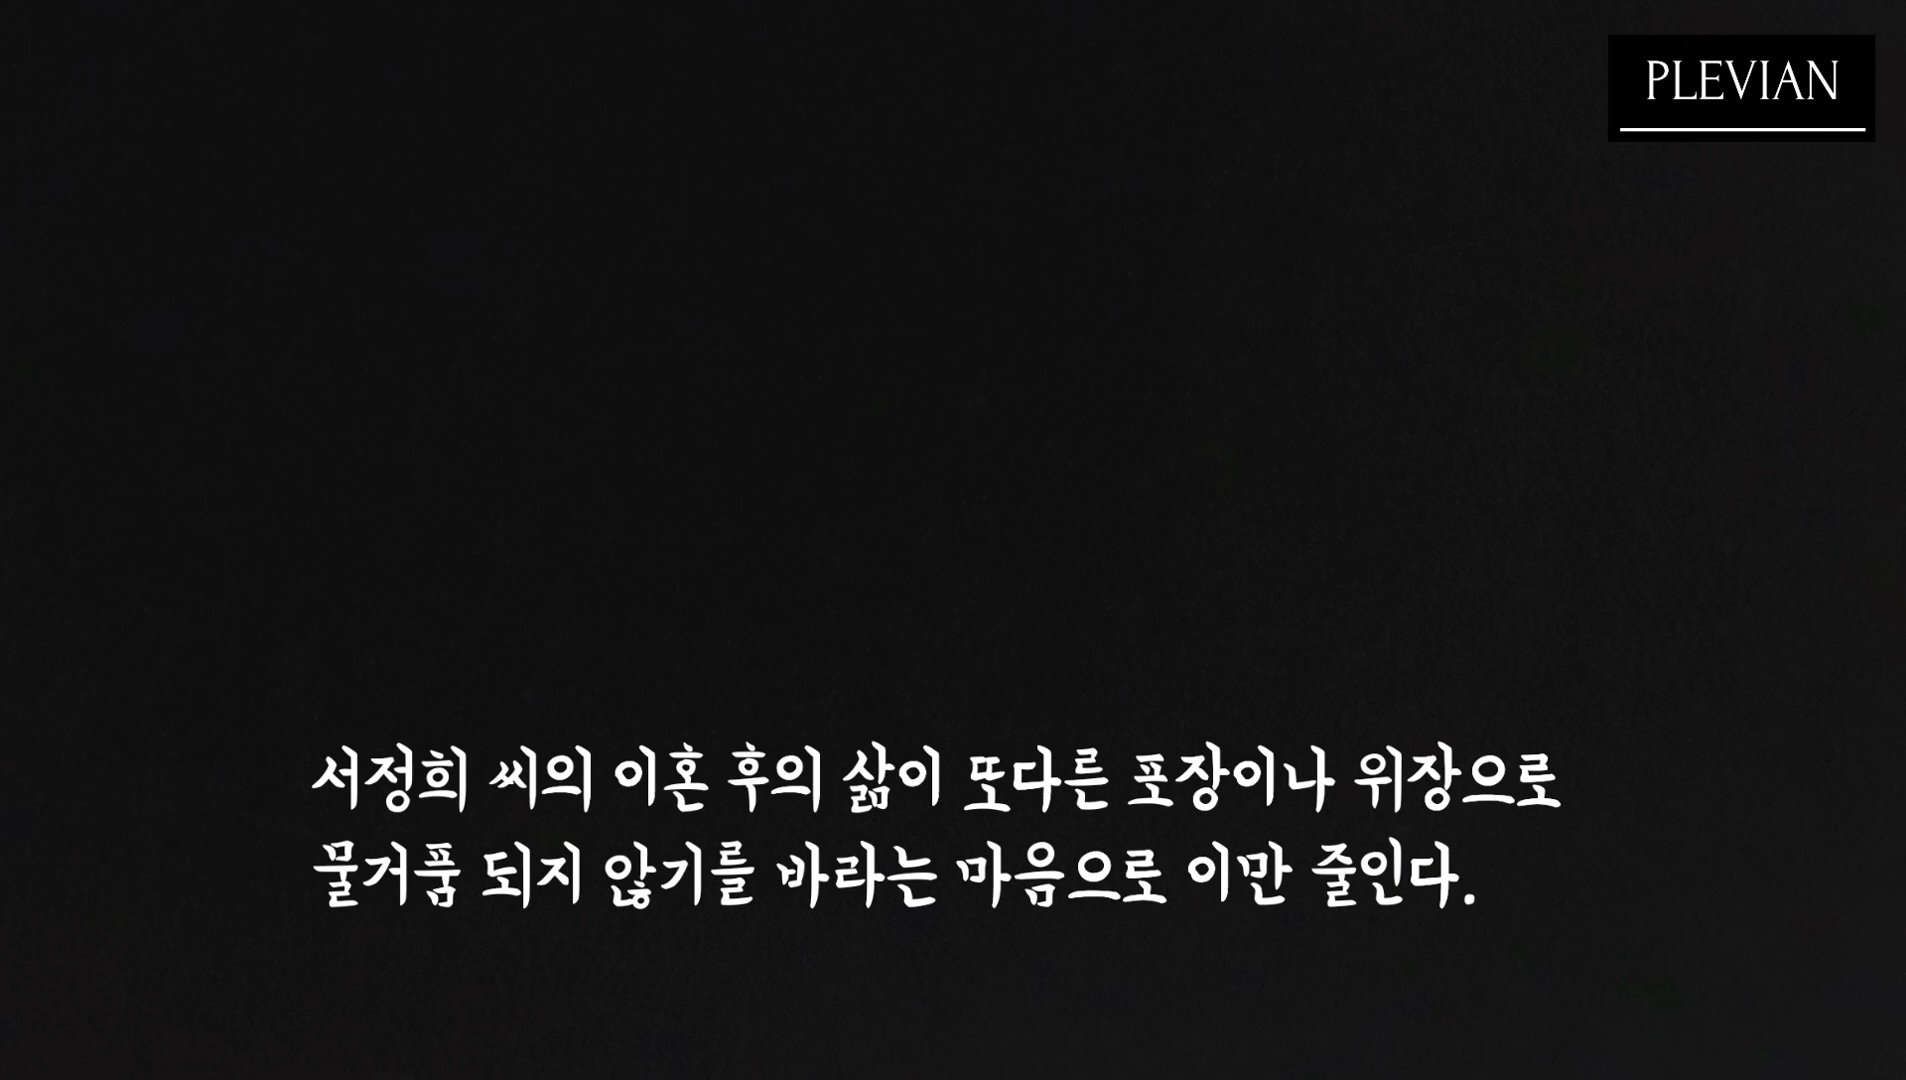 PLEVIAN
서정희 씨의 이혼 후의 삶이 또다른 포장이나 위장으로
물거품 되지 않기를 바라는 마음으로 이만 줄인다.